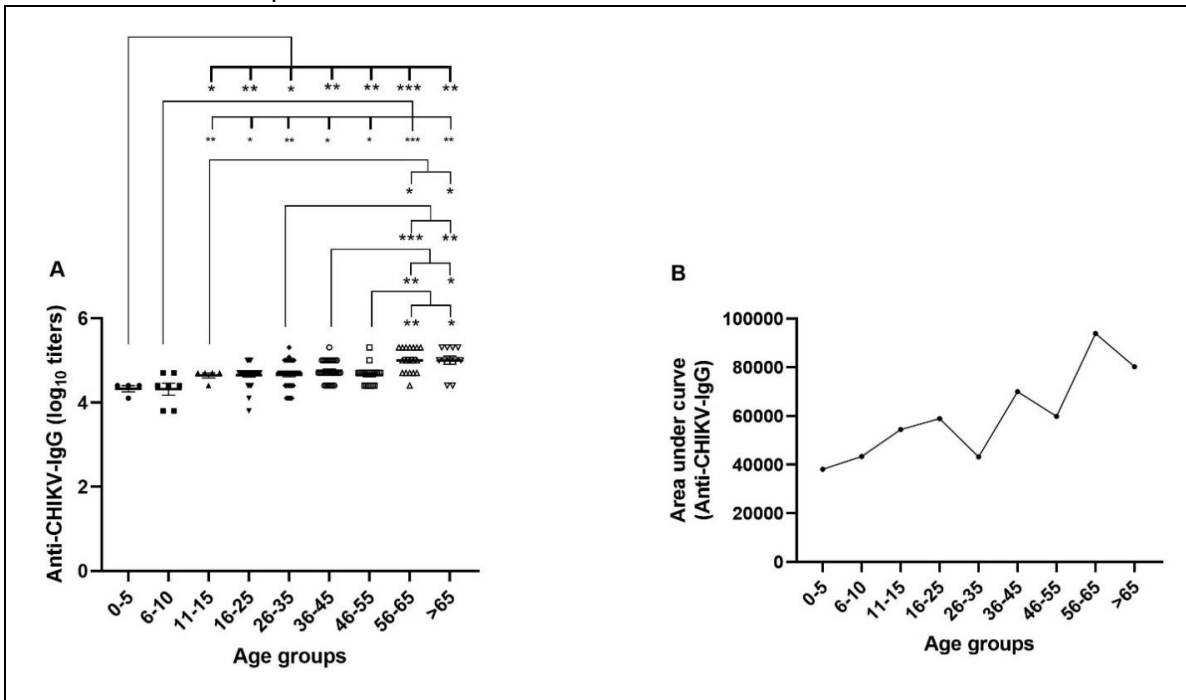 * ** * ** ** *** **
** * ** * * *** **
* *
*** **
A
** *
** *
Anti-CHIKV-IgG (log10 titers)
6
4
2
0
0-5 6-10 11-15 16-25 26-35 36-45 46-55 56-65 >65
Age groups
B
Area under curve
(Anti-CHIKV-IgG)
100000
80000
60000
40000
20000
0
0-5 6-10 11-15 16-25 26-35 36-45 46-55 56-65 >65
Age groups